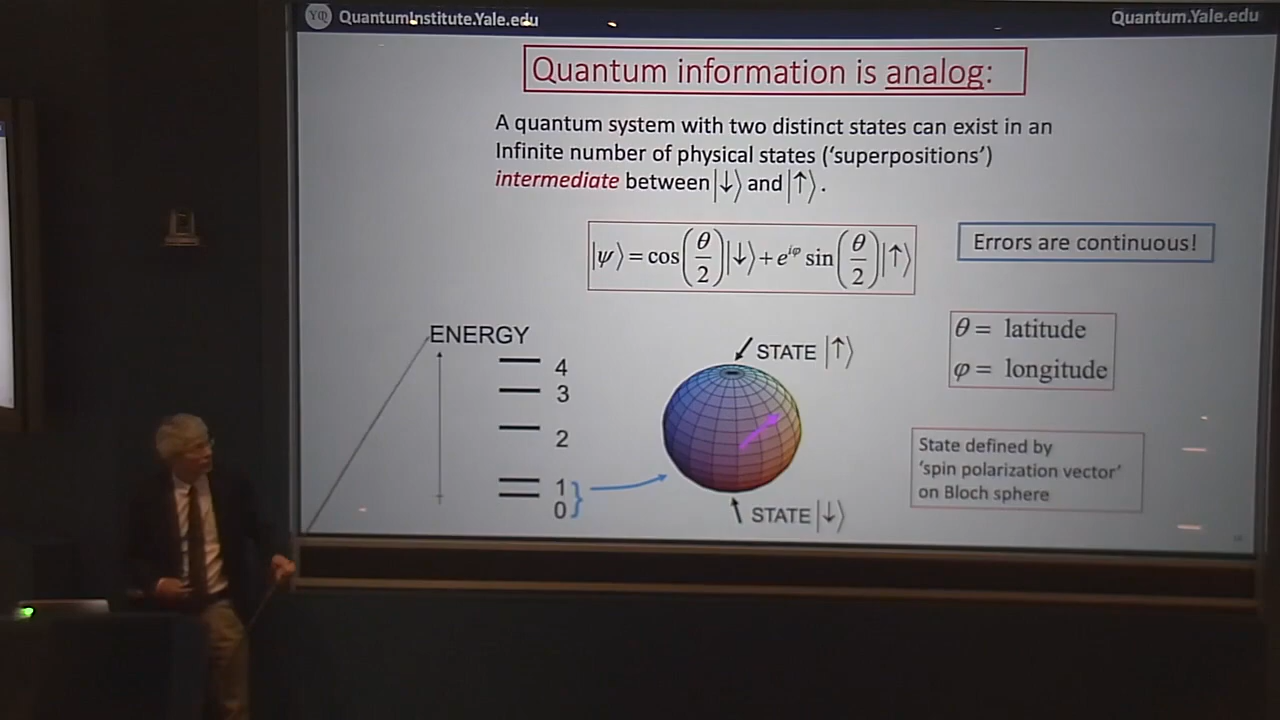 YQ QuantumInstitute.Yale.edu
Quantum.Yale.edu
Quantum information is analog:
A quantum system with two distinct states can exist in an
Infinite number of physical states (‘superpositions’)
intermediate between |↓⟩ and |↑⟩.
|ψ⟩ = cos(θ/2)|↓⟩ + e^{iφ} sin(θ/2)|↑⟩
Errors are continuous!
θ = latitude
φ = longitude
ENERGY
4
3
2
1
0
STATE |↑⟩
STATE |↓⟩
State defined by
‘spin polarization vector’
on Bloch sphere